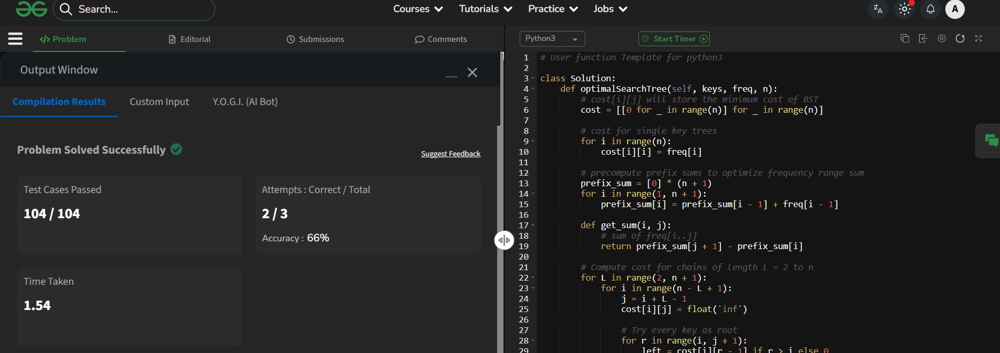 Search...
Courses
Tutorials
Practice
Jobs
A
</> Problem
Editorial
Submissions
Comments
Output Window
Compilation Results
Custom Input
Y.O.G.I. (AI Bot)
Problem Solved Successfully
Suggest Feedback
Test Cases Passed
104 / 104
Attempts : Correct / Total
2 / 3
Accuracy : 66%
Time Taken
1.54
Python3
Start Timer
1 # User function Template for python3
2
3 class Solution:
4 def optimalSearchTree(self, keys, freq, n):
5 # cost[i][j] will store the minimum cost of BST
6 cost = [[0 for _ in range(n)] for _ in range(n)]
7
8 # cost for single key trees
9 for i in range(n):
10 cost[i][i] = freq[i]
11
12 # precompute prefix sums to optimize frequency range sum
13 prefix_sum = [0] * (n + 1)
14 for i in range(1, n + 1):
15 prefix_sum[i] = prefix_sum[i - 1] + freq[i - 1]
16
17 def get_sum(i, j):
18 # sum of freq[i..j]
19 return prefix_sum[j + 1] - prefix_sum[i]
20
21 # Compute cost for chains of length L = 2 to n
22 for L in range(2, n + 1):
23 for i in range(n - L + 1):
24 j = i + L - 1
25 cost[i][j] = float('inf')
26
27 # Try every key as root
28 for r in range(i, j + 1):
29 left = cost[i][r - 1] if r > i else 0